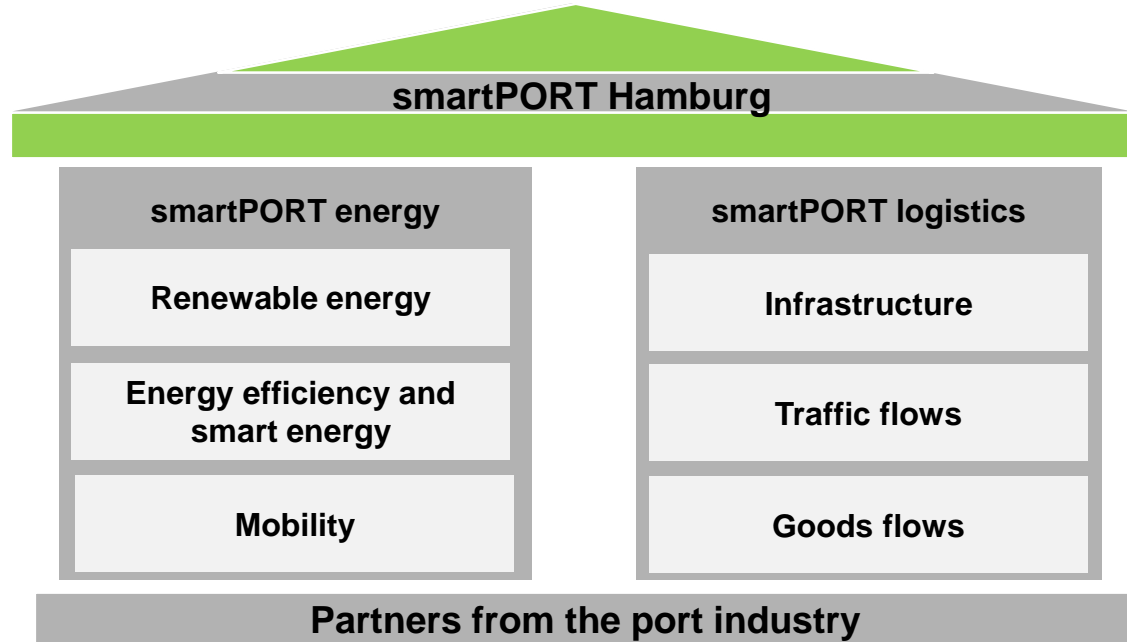 smartPORT Hamburg
smartPORT energy
Renewable energy
Energy efficiency and
smart energy
Mobility
smartPORT logistics
Infrastructure
Traffic flows
Goods flows
Partners from the port industry